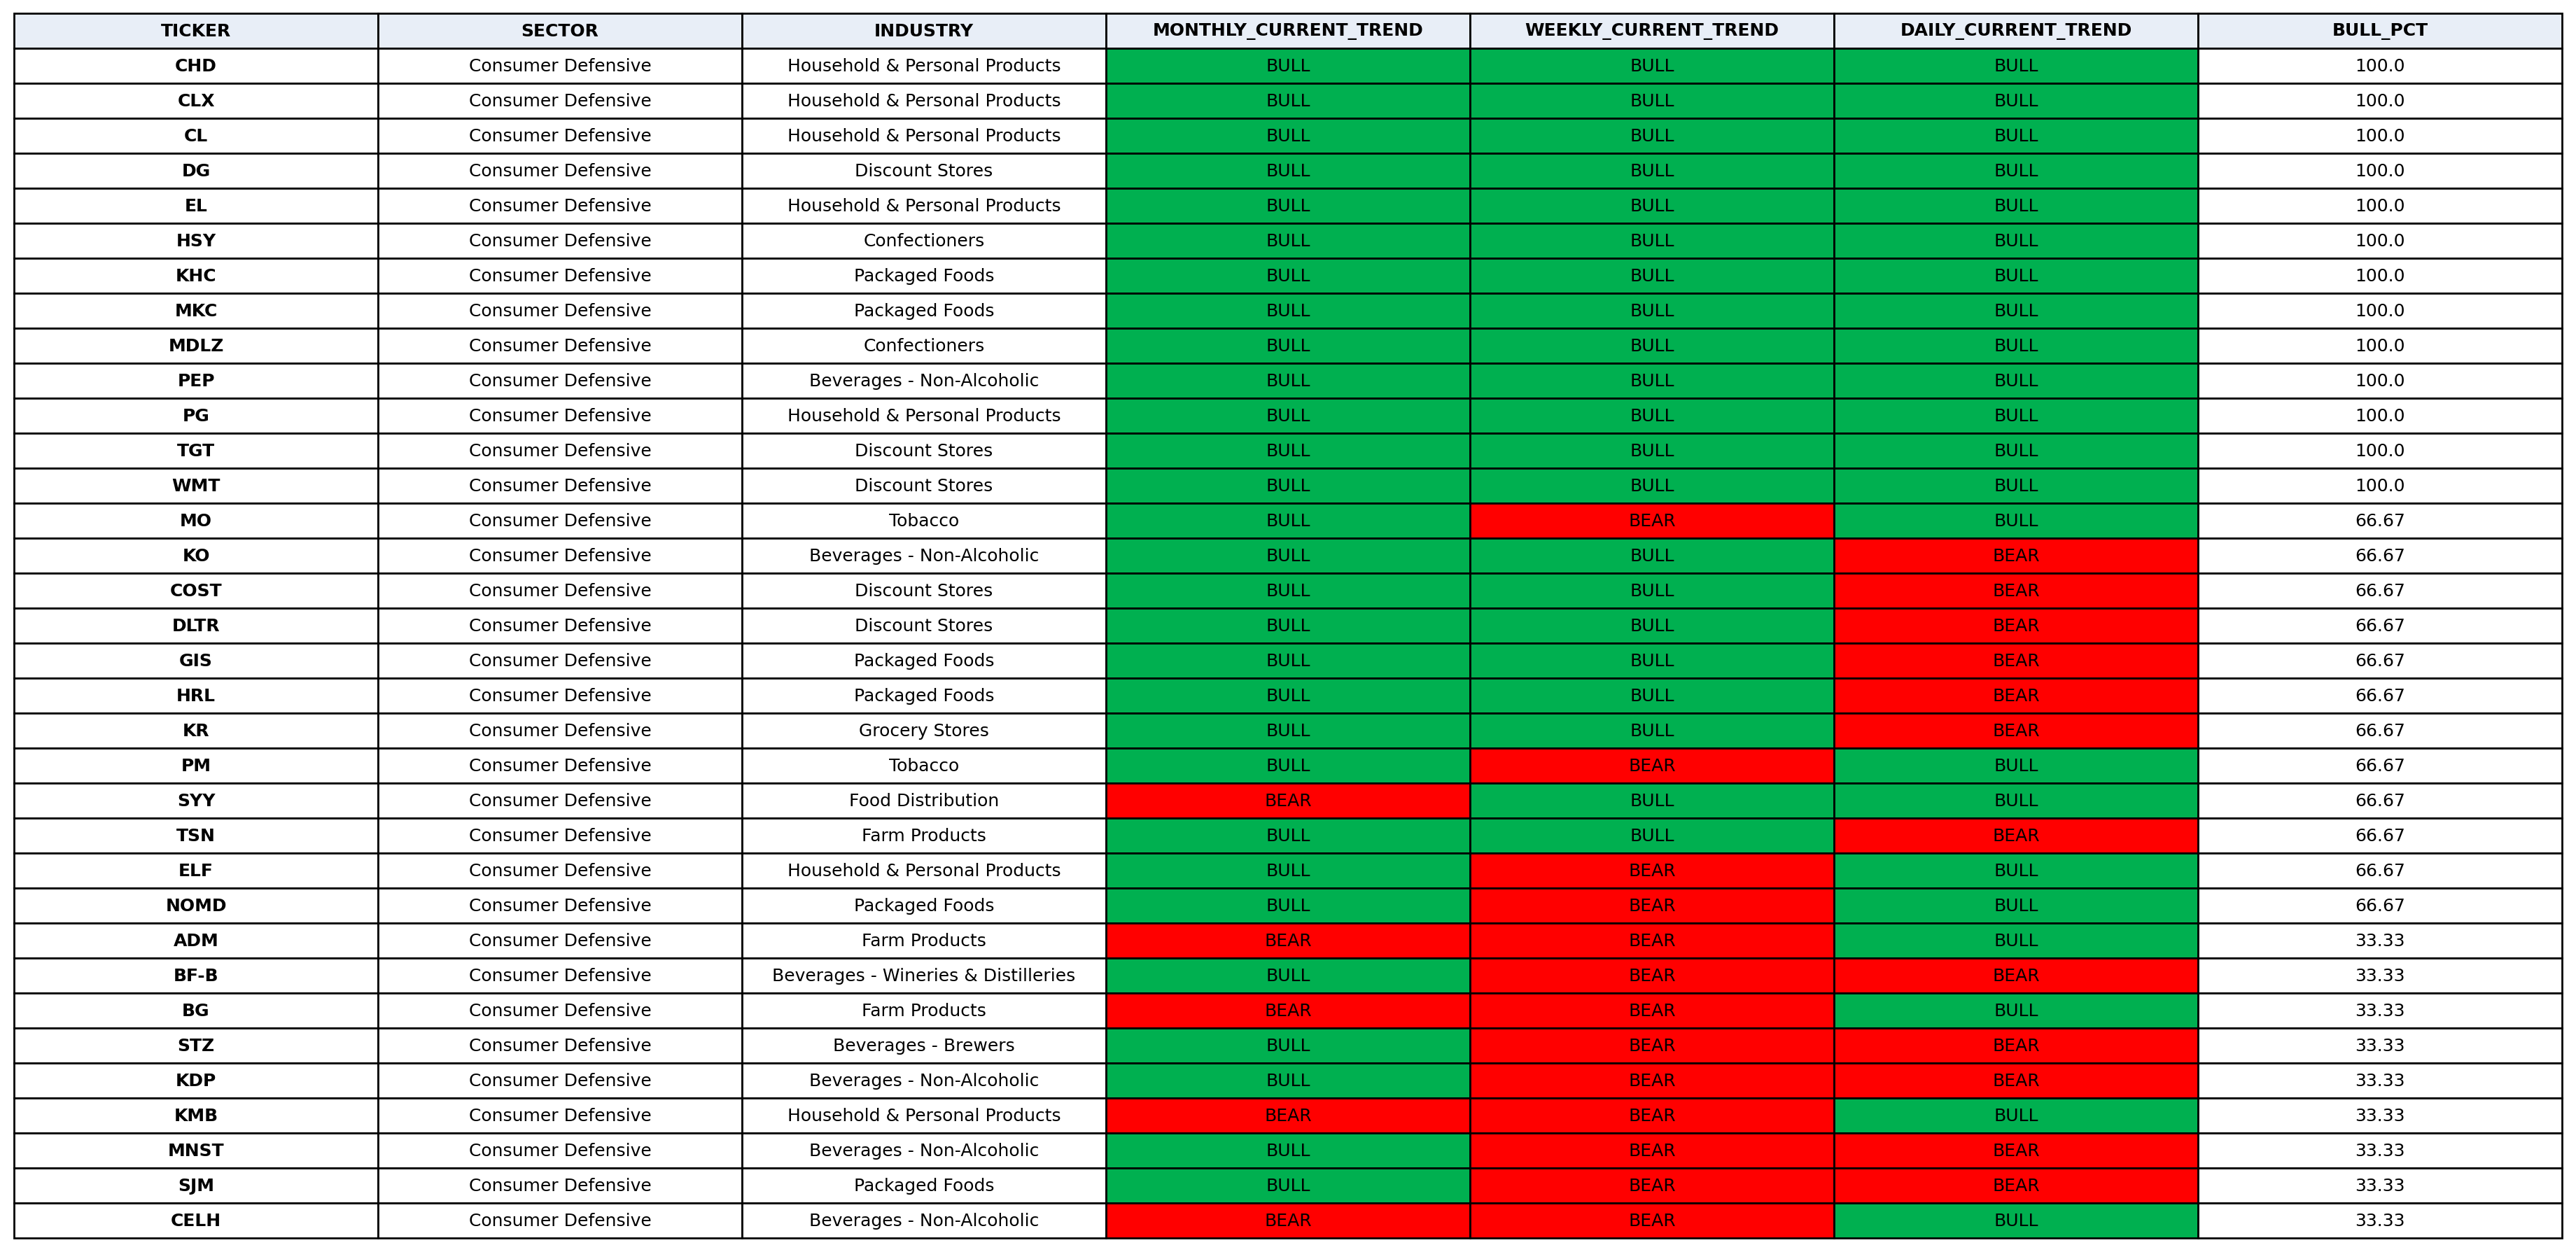 TICKER SECTOR INDUSTRY MONTHLY_CURRENT_TREND WEEKLY_CURRENT_TREND DAILY_CURRENT_TREND BULL_PCT
CHD Consumer Defensive Household & Personal Products BULL BULL BULL 100.0
CLX Consumer Defensive Household & Personal Products BULL BULL BULL 100.0
CL Consumer Defensive Household & Personal Products BULL BULL BULL 100.0
DG Consumer Defensive Discount Stores BULL BULL BULL 100.0
EL Consumer Defensive Household & Personal Products BULL BULL BULL 100.0
HSY Consumer Defensive Confectioners BULL BULL BULL 100.0
KHC Consumer Defensive Packaged Foods BULL BULL BULL 100.0
MKC Consumer Defensive Packaged Foods BULL BULL BULL 100.0
MDLZ Consumer Defensive Confectioners BULL BULL BULL 100.0
PEP Consumer Defensive Beverages - Non-Alcoholic BULL BULL BULL 100.0
PG Consumer Defensive Household & Personal Products BULL BULL BULL 100.0
TGT Consumer Defensive Discount Stores BULL BULL BULL 100.0
WMT Consumer Defensive Discount Stores BULL BULL BULL 100.0
MO Consumer Defensive Tobacco BULL BEAR BULL 66.67
KO Consumer Defensive Beverages - Non-Alcoholic BULL BULL BEAR 66.67
COST Consumer Defensive Discount Stores BULL BULL BEAR 66.67
DLTR Consumer Defensive Discount Stores BULL BULL BEAR 66.67
GIS Consumer Defensive Packaged Foods BULL BULL BEAR 66.67
HRL Consumer Defensive Packaged Foods BULL BULL BEAR 66.67
KR Consumer Defensive Grocery Stores BULL BULL BEAR 66.67
PM Consumer Defensive Tobacco BULL BEAR BULL 66.67
SYY Consumer Defensive Food Distribution BEAR BULL BULL 66.67
TSN Consumer Defensive Farm Products BULL BULL BEAR 66.67
ELF Consumer Defensive Household & Personal Products BULL BEAR BULL 66.67
NOMD Consumer Defensive Packaged Foods BULL BEAR BULL 66.67
ADM Consumer Defensive Farm Products BEAR BEAR BULL 33.33
BF-B Consumer Defensive Beverages - Wineries & Distilleries BULL BEAR BEAR 33.33
BG Consumer Defensive Farm Products BEAR BEAR BULL 33.33
STZ Consumer Defensive Beverages - Brewers BULL BEAR BEAR 33.33
KDP Consumer Defensive Beverages - Non-Alcoholic BULL BEAR BEAR 33.33
KMB Consumer Defensive Household & Personal Products BEAR BEAR BULL 33.33
MNST Consumer Defensive Beverages - Non-Alcoholic BULL BEAR BEAR 33.33
SJM Consumer Defensive Packaged Foods BULL BEAR BEAR 33.33
CELH Consumer Defensive Beverages - Non-Alcoholic BEAR BEAR BULL 33.33